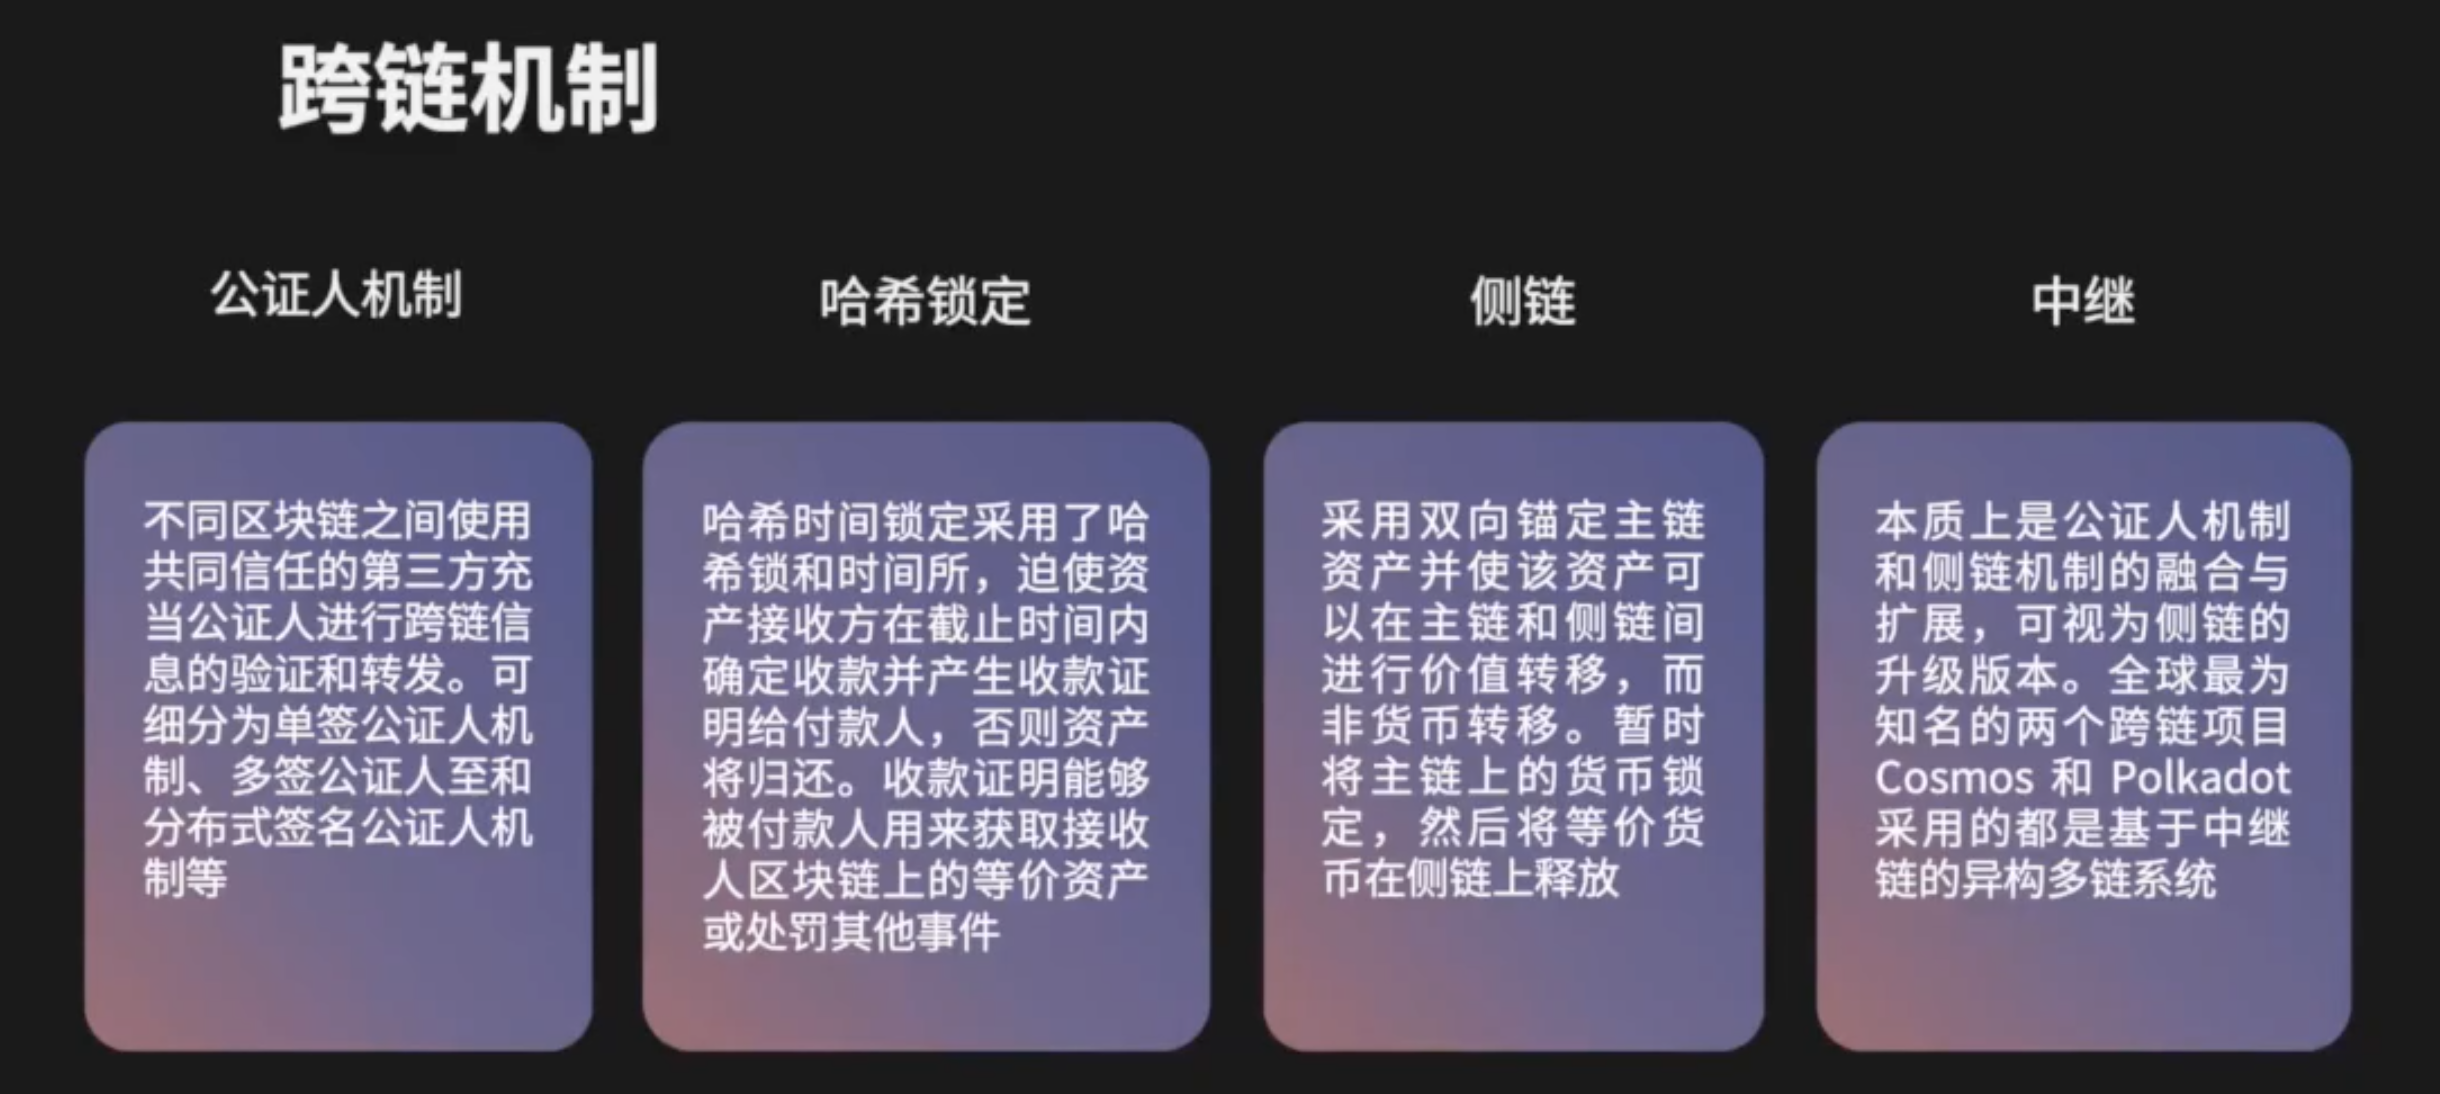 跨链机制
公证人机制
不同区块链之间使用
共同信任的第三方充
当公证人进行跨链信
息的验证和转发。可
细分为单签公证人机
制、多签公证人至和
分布式签名公证人机
制等
哈希锁定
哈希时间锁定采用了哈
希锁和时间所，迫使资
产接收方在截止时间内
确定收款并产生收款证
明给付款人，否则资产
将归还。收款证明能够
被付款人用来获取接收
人区块链上的等价资产
或处罚其他事件
侧链
采用双向锚定主链
资产并使该资产可
以在主链和侧链间
进行价值转移，而
非货币转移。暂时
将主链上的货币锁
定，然后将等价货
币在侧链上释放
中继
本质上是公证人机制
和侧链机制的融合与
扩展，可视为侧链的
升级版本。全球最为
知名的两个跨链项目
Cosmos 和 Polkadot
采用的都是基于中继
链的异构多链系统